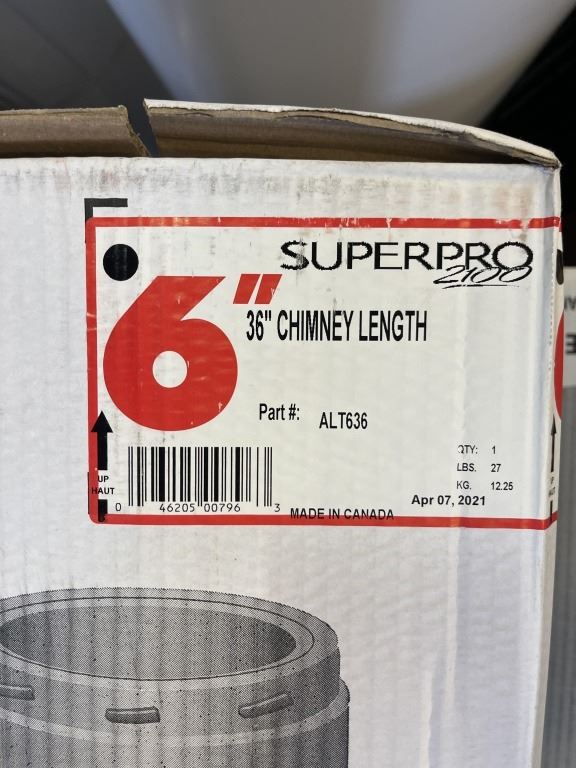 SUPERPRO
2100
6"
36" CHIMNEY LENGTH
Part #: ALT636
UP
HAUT
QTY: 1
LBS. 27
KG. 12.25
0 46205 00796 3
Apr 07, 2021
MADE IN CANADA